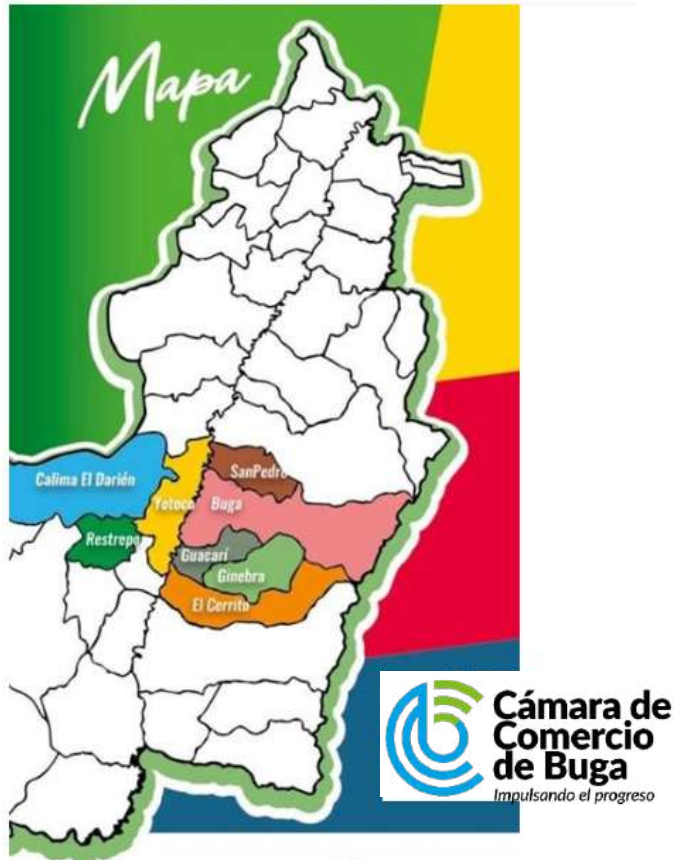 Mapa
Calima El Darién
SanPedro
Yotoco
Buga
Restrepo
Guacarí
Ginebra
El Cerrito
Cámara de
Comercio
de Buga
Impulsando el progreso